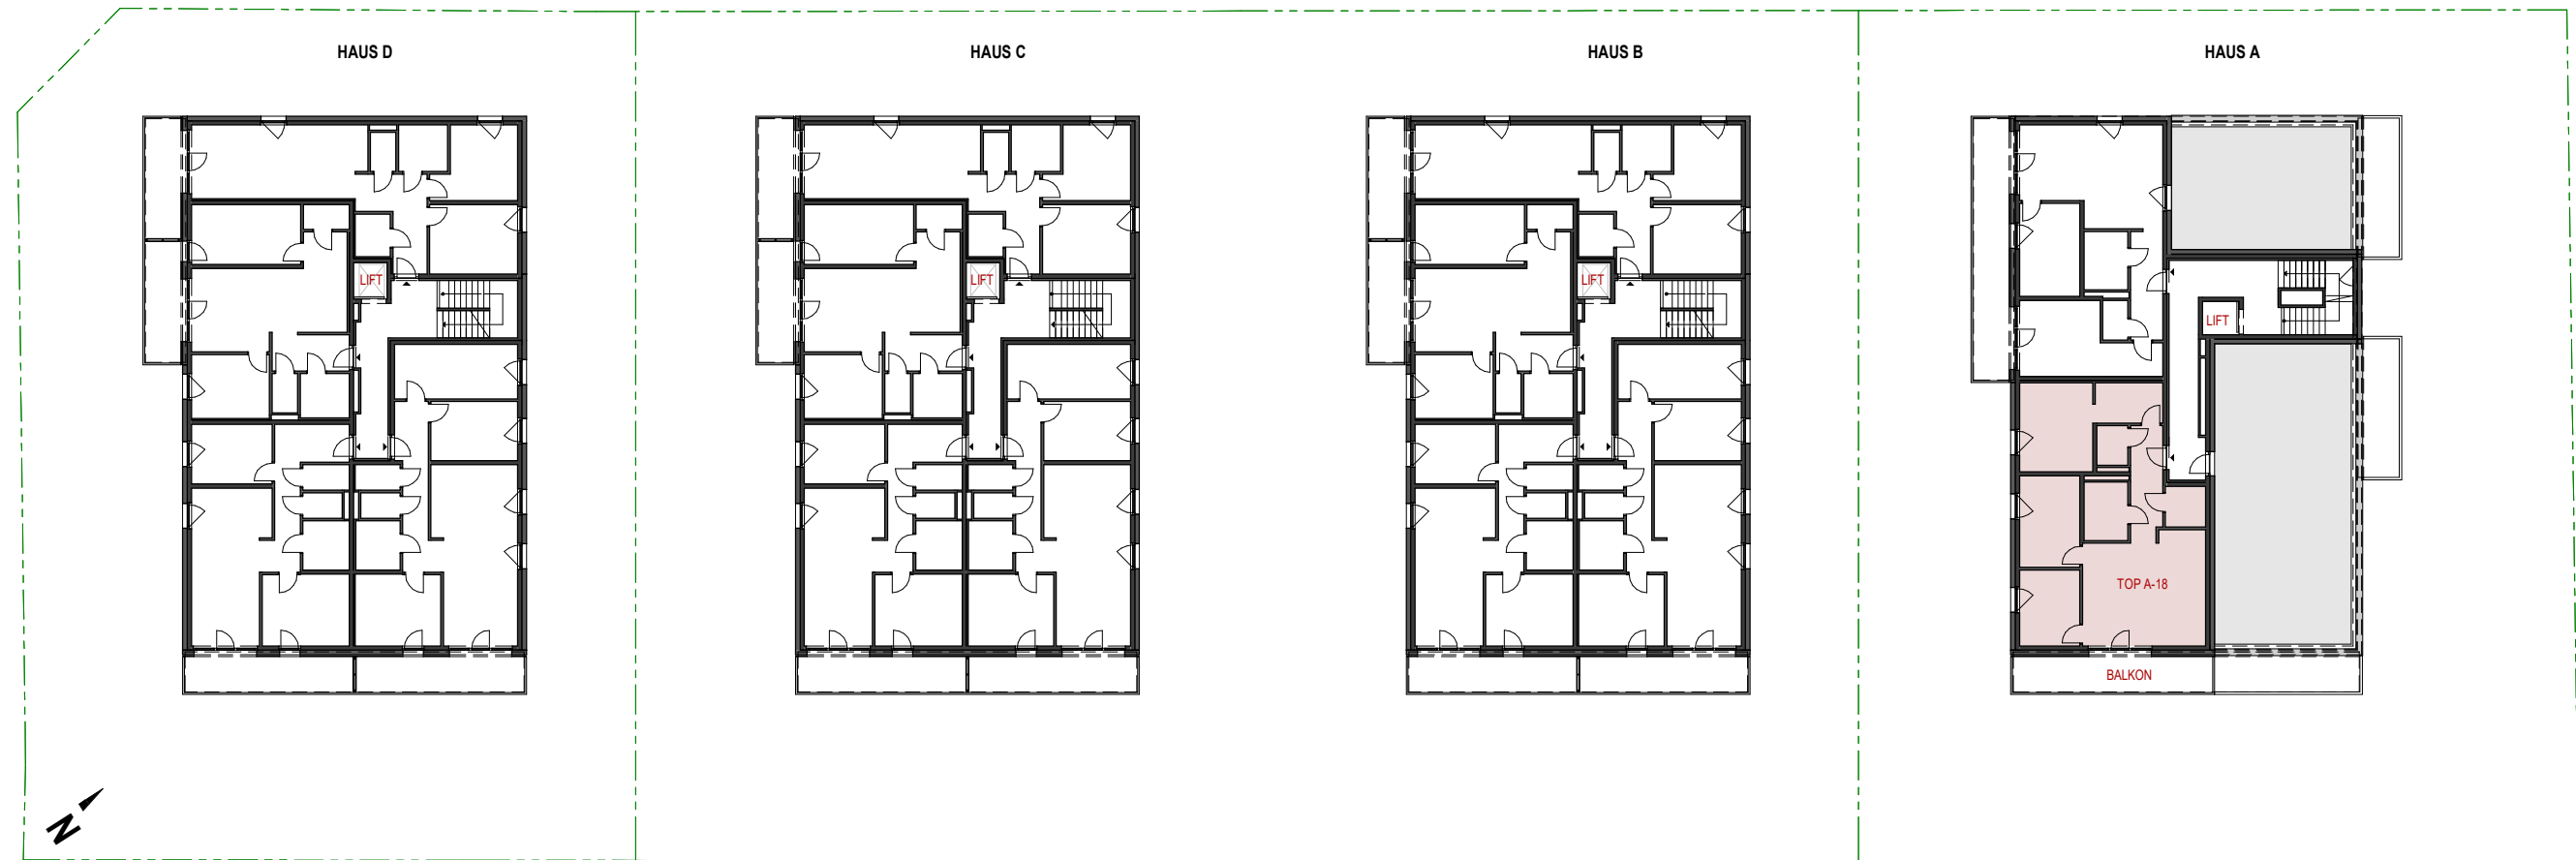 HAUS D
HAUS C
HAUS B
HAUS A
LIFT
LIFT
LIFT
LIFT
TOP A-18
BALKON
N